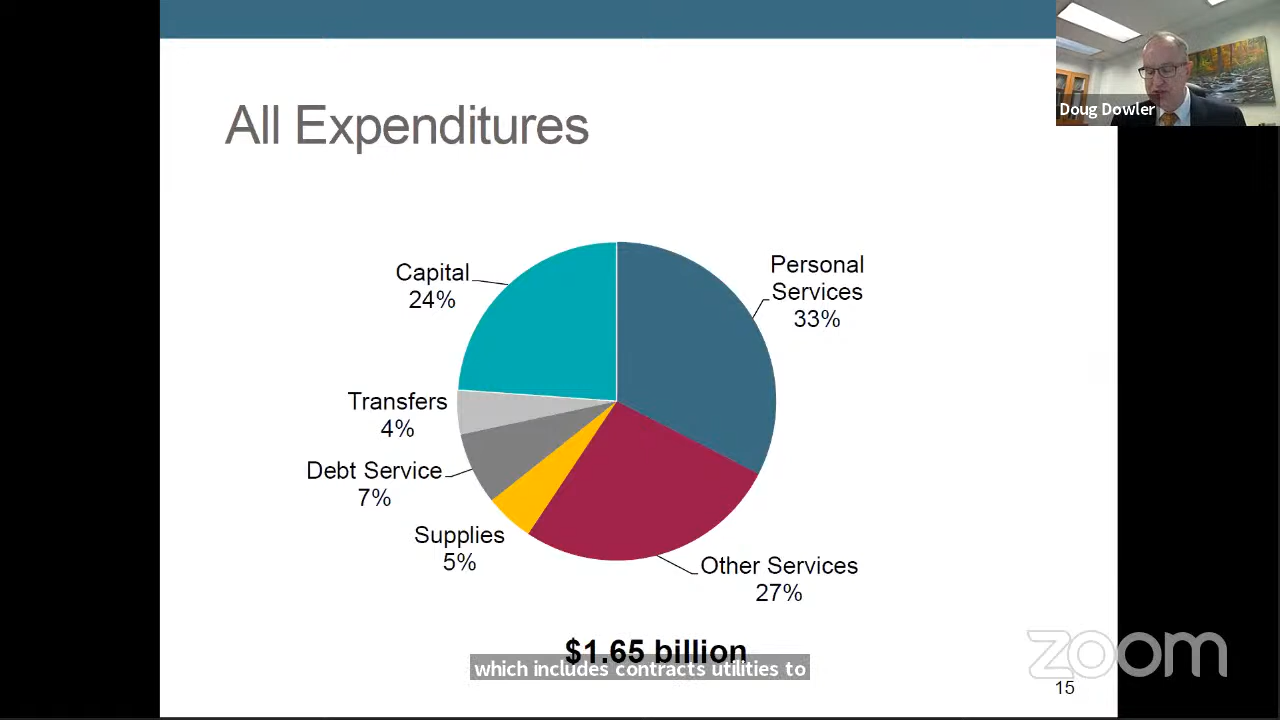 Doug Dowler
All Expenditures
Capital
24%
Personal
Services
33%
Transfers
4%
Debt Service
7%
Supplies
5%
Other Services
27%
$1.65 billion
which includes contracts utilities to
zoom
15